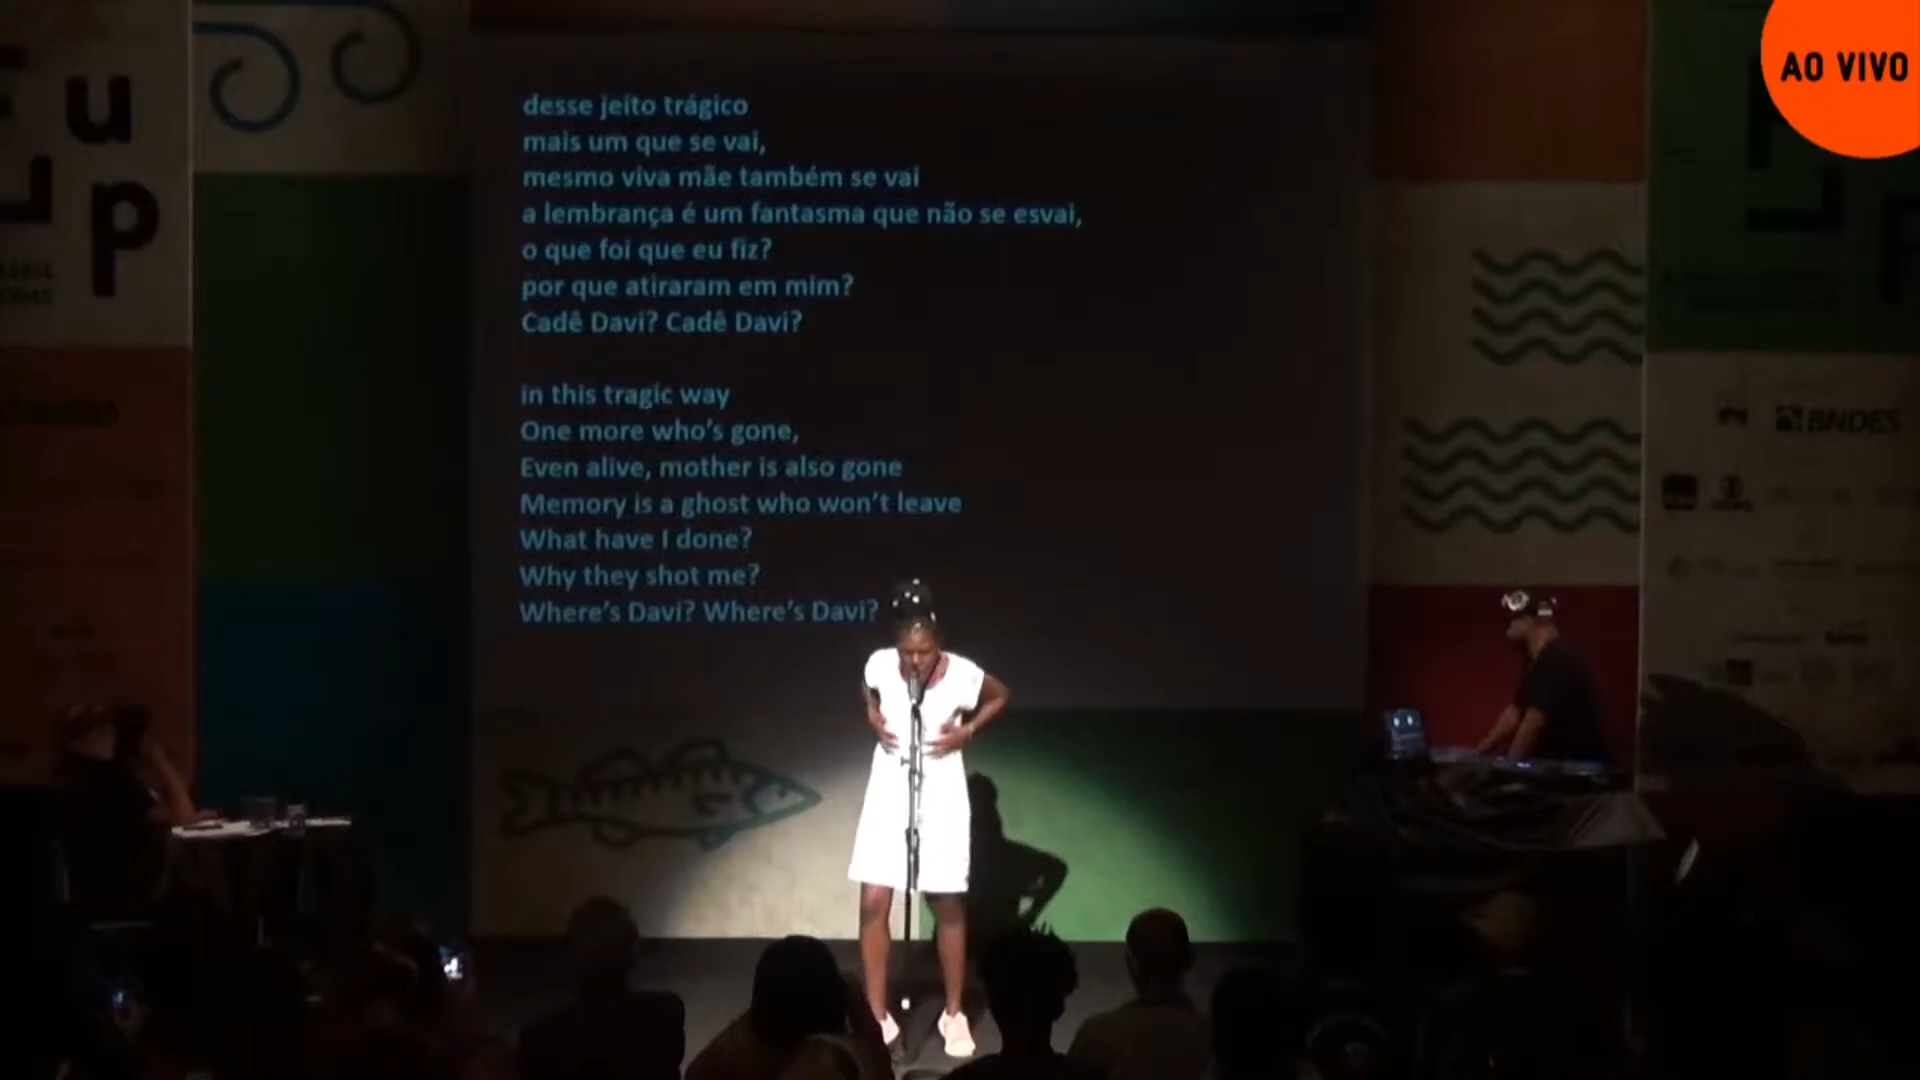 AO VIVO
u
p
desse jeito trágico
mais um que se vai,
mesmo viva mãe também se vai
a lembrança é um fantasma que não se esvai,
o que foi que eu fiz?
por que atiraram em mim?
Cadê Davi? Cadê Davi?
in this tragic way
One more who's gone,
Even alive, mother is also gone
Memory is a ghost who won't leave
What have I done?
Why they shot me?
Where's Davi? Where's Davi?
BNDES